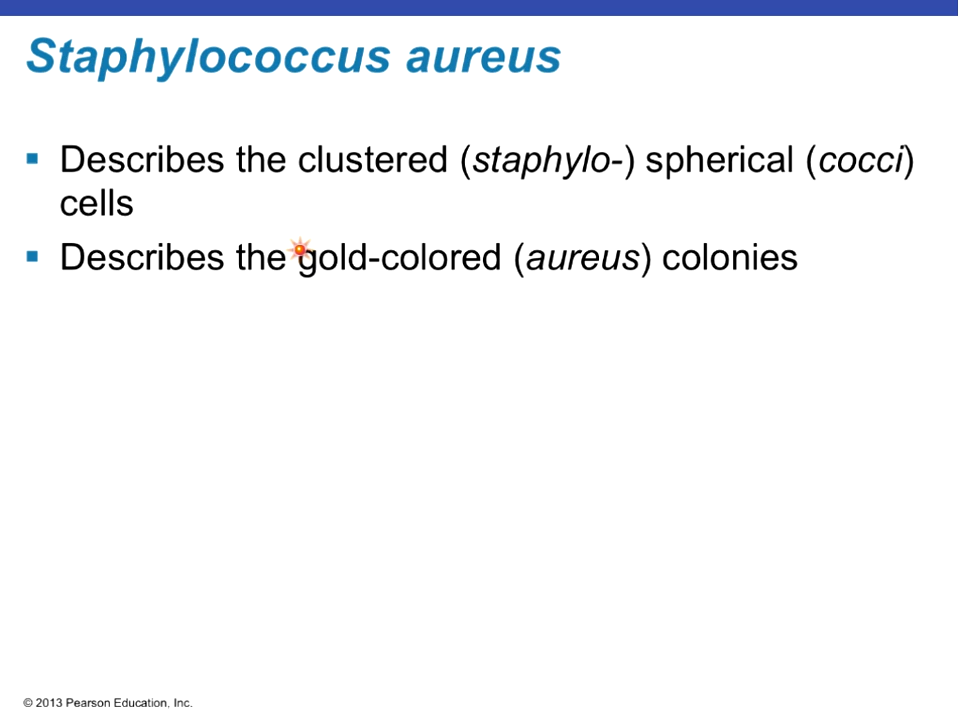 Staphylococcus aureus
Describes the clustered (staphylo-) spherical (cocci)
cells
Describes the gold-colored (aureus) colonies
© 2013 Pearson Education, Inc.